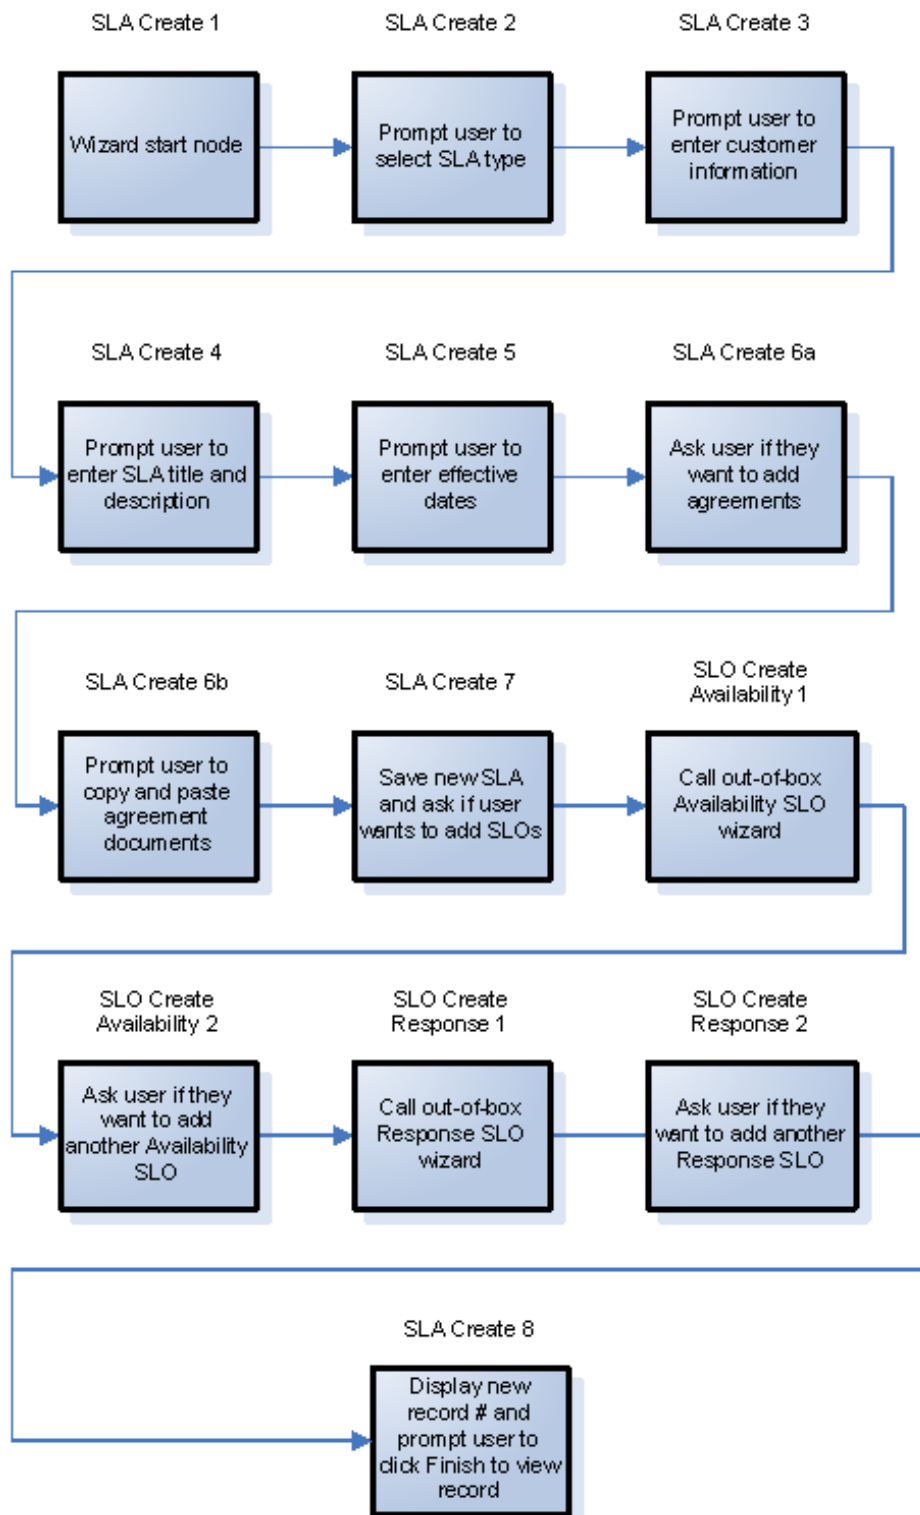 SLA Create 1
SLA Create 2
SLA Create 3
Wizard start node
Prompt user to
select SLA type
Prompt user to
enter customer
information
SLA Create 4
SLA Create 5
SLA Create 6a
Prompt user to
enter SLA title and
description
Prompt user to
enter effective
dates
Ask user if they
want to add
agreements
SLA Create 6b
SLA Create 7
SLO Create
Availability 1
Prompt user to
copy and paste
agreement
documents
Save new SLA
and ask if user
wants to add SLOs
Call out-of-box
Availability SLO
wizard
SLO Create
Availability 2
SLO Create
Response 1
SLO Create
Response 2
Ask user if they
want to add
another Availability
SLO
Call out-of-box
Response SLO
wizard
Ask user if they
want to add another
Response SLO
SLA Create 8
Display new
record # and
prompt user to
click Finish to view
record